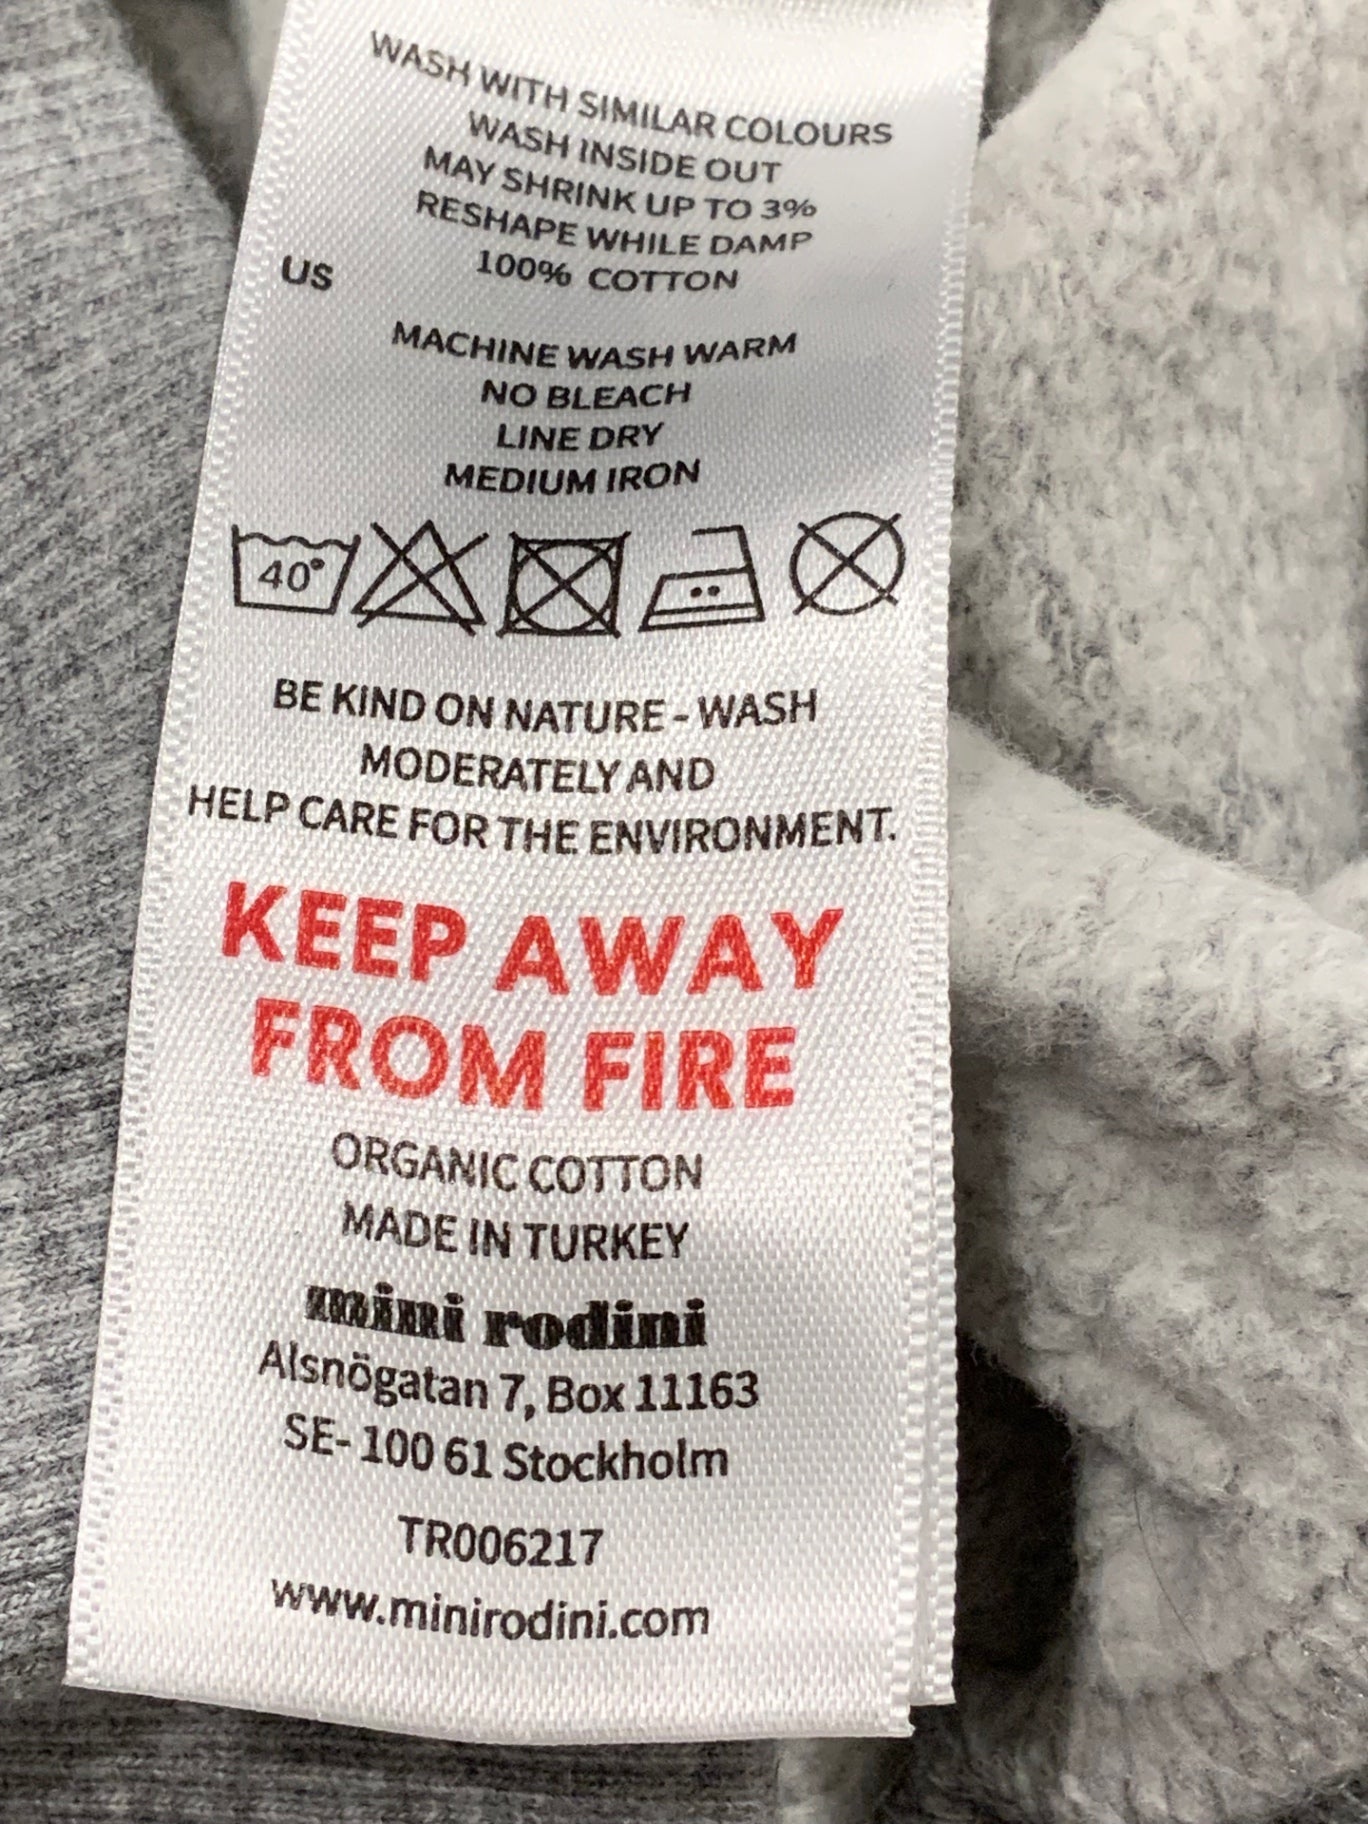 WASH WITH SIMILAR COLOURS
WASH INSIDE OUT
MAY SHRINK UP TO 3%
RESHAPE WHILE DAMP
US 100% COTTON
MACHINE WASH WARM
NO BLEACH
LINE DRY
MEDIUM IRON
40°
BE KIND ON NATURE - WASH
MODERATELY AND
HELP CARE FOR THE ENVIRONMENT.
KEEP AWAY
FROM FIRE
ORGANIC COTTON
MADE IN TURKEY
mini rodini
Alsnögatan 7, Box 11163
SE- 100 61 Stockholm
TR006217
www.minirodini.com